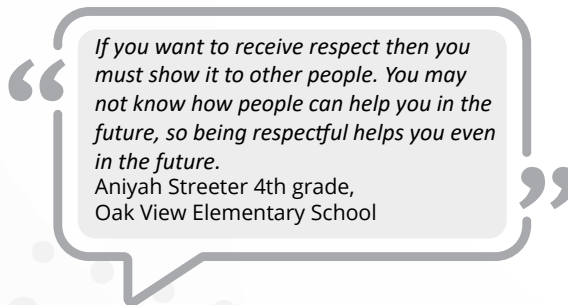 If you want to receive respect then you
must show it to other people. You may
not know how people can help you in the
future, so being respectful helps you even
in the future.
Aniyah Streeter 4th grade,
Oak View Elementary School